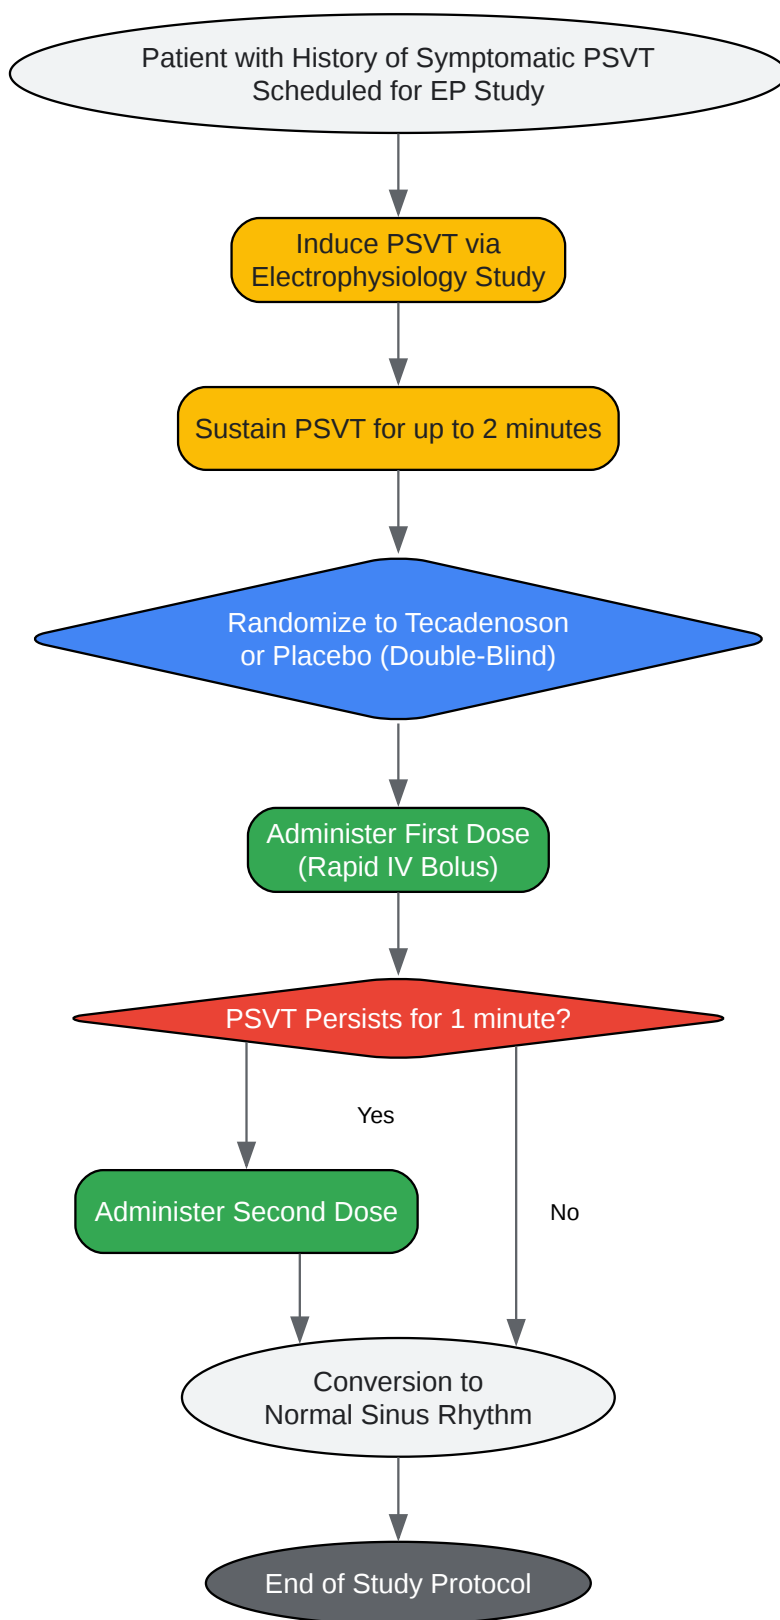 Patient with History of Symptomatic PSVT
Scheduled for EP Study
Induce PSVT via
Electrophysiology Study
Sustain PSVT for up to 2 minutes
Randomize to Tecadenoson
or Placebo (Double-Blind)
Administer First Dose
(Rapid IV Bolus)
PSVT Persists for 1 minute?
Yes
Administer Second Dose
No
Conversion to
Normal Sinus Rhythm
End of Study Protocol